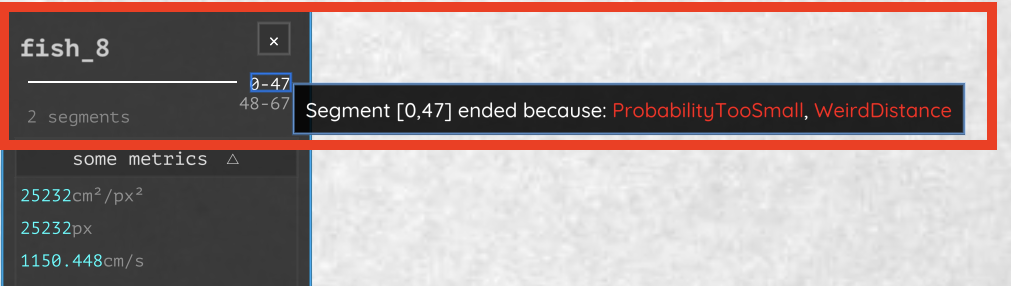 fish_8
×
0-47
48-67
2 segments
Segment [0,47] ended because: ProbabilityTooSmall, WeirdDistance
some metrics △
25232cm²/px²
25232px
1150.448cm/s